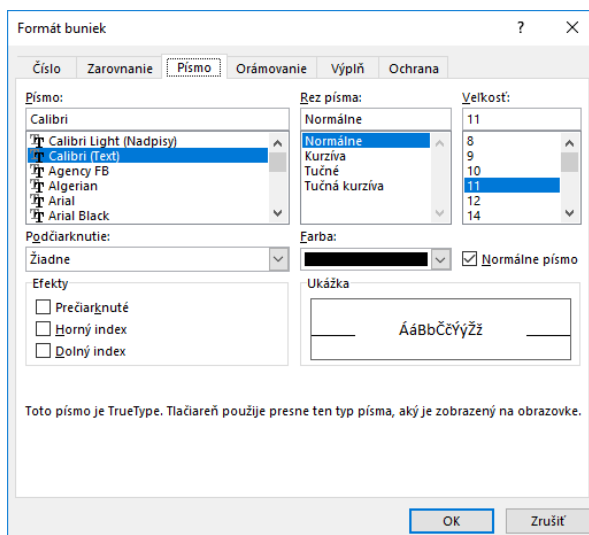 Formát buniek ?
Číslo Zarovnanie Písmo Orámovanie Výplň Ochrana
Písmo: Rez písma: Veľkosť:
Calibri Normálne 11
Calibri Light (Nadpisy) Normálne 8
Calibri (Text) Kurzíva 9
Agency FB Tučné 10
Algerian Tučná kurzíva 11
Arial 12
Arial Black 14
Podčiarknutie: Farba:
Žiadne Normálne písmo
Efekty Ukážka
Prečiarknuté
Horný index ÁáBbČčÝýŽž
Dolný index
Toto písmo je TrueType. Tlačiareň použije presne ten typ písma, aký je zobrazený na obrazovke.
OK Zrušiť